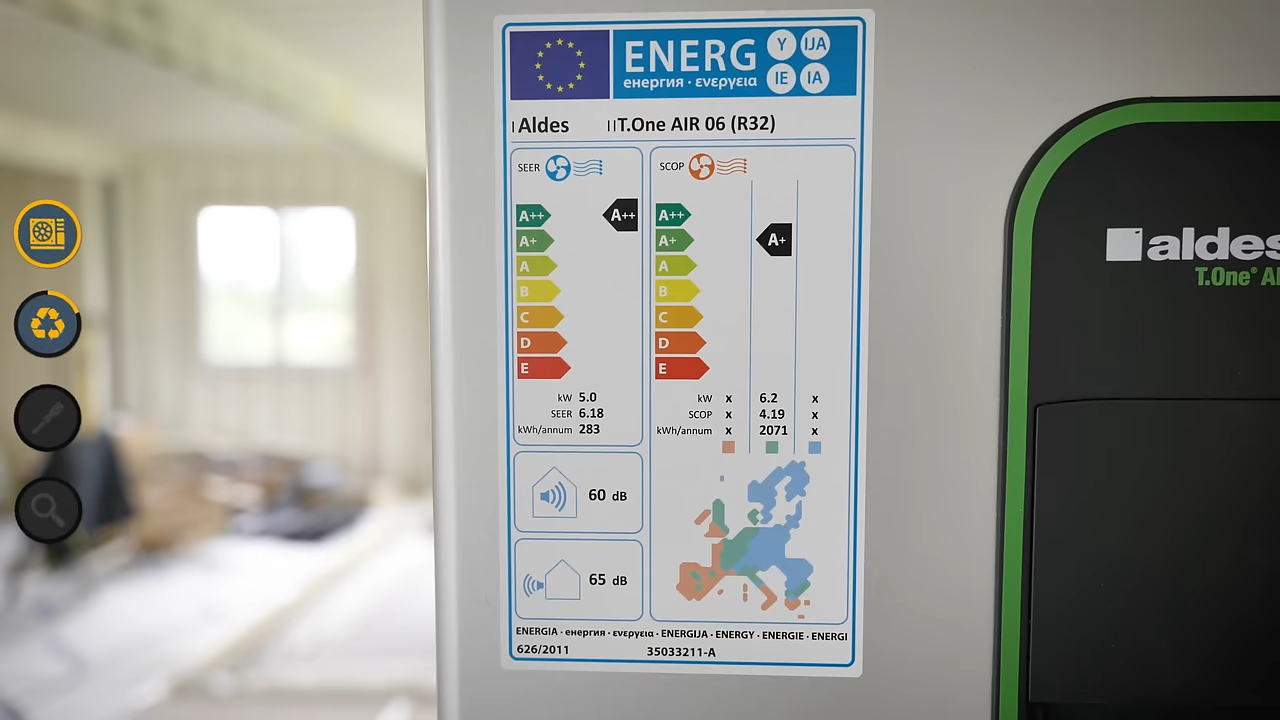 ENERG Y IJA
енергия · ενεργεια IE IA
I Aldes II T.One AIR 06 (R32)
SEER
A++
A++
A+
A
B
C
D
E
kW 5.0
SEER 6.18
kWh/annum 283
SCOP
A++
A+
A+
A
B
C
D
E
kW x 6.2 x
SCOP x 4.19 x
kWh/annum x 2071 x
60 dB
65 dB
ENERGIA · енергия · ενεργεια · ENERGIJA · ENERGY · ENERGIE · ENERGI
626/2011 35033211-A
aldes
T.One® AI